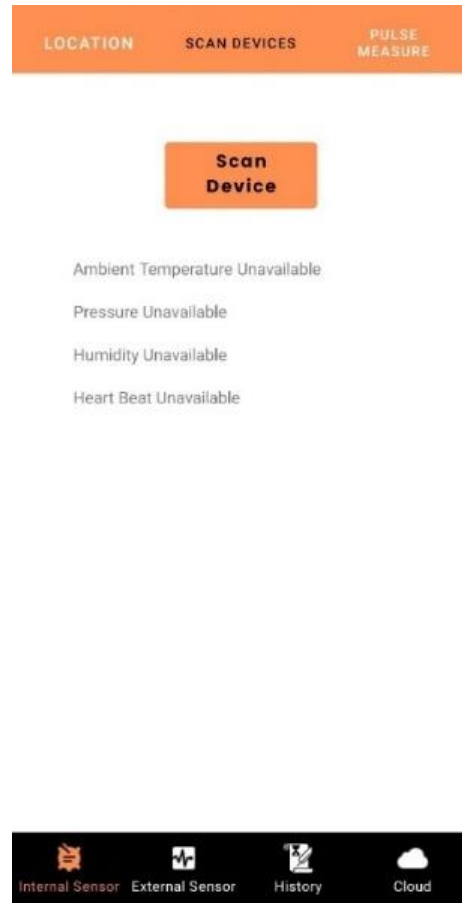 LOCATION SCAN DEVICES PULSE
MEASURE
Scan
Device
Ambient Temperature Unavailable
Pressure Unavailable
Humidity Unavailable
Heart Beat Unavailable
Internal Sensor External Sensor History Cloud